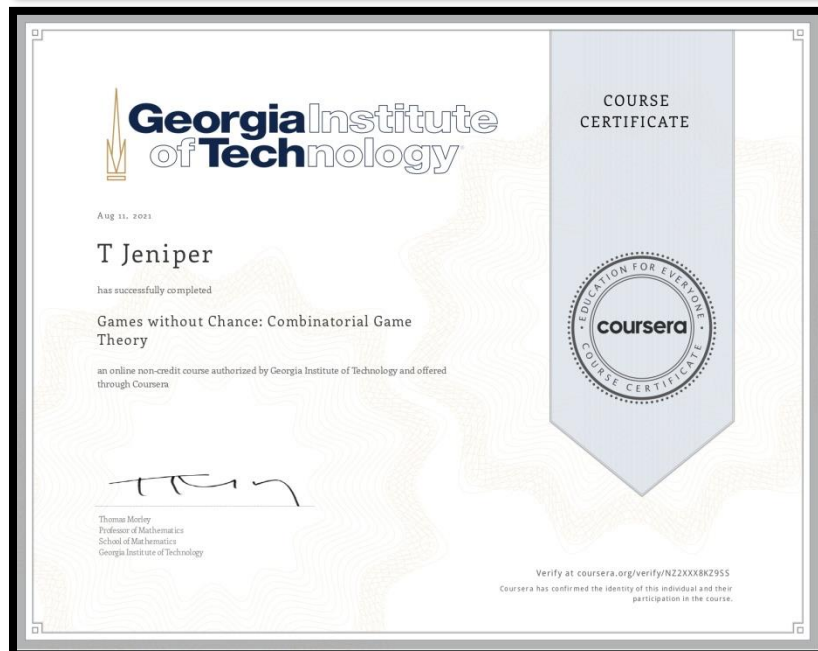 Georgia Institute
of Technology
COURSE
CERTIFICATE
Aug 11, 2021
T Jeniper
has successfully completed
Games without Chance: Combinatorial Game
Theory
an online non-credit course authorized by Georgia Institute of Technology and offered
through Coursera
EDUCATION FOR EVERYONE
coursera
COURSE CERTIFICATE
Thomas Morley
Professor of Mathematics
School of Mathematics
Georgia Institute of Technology
Verify at coursera.org/verify/NZ2XXX8KZ9SS
Coursera has confirmed the identity of this individual and their
participation in the course.